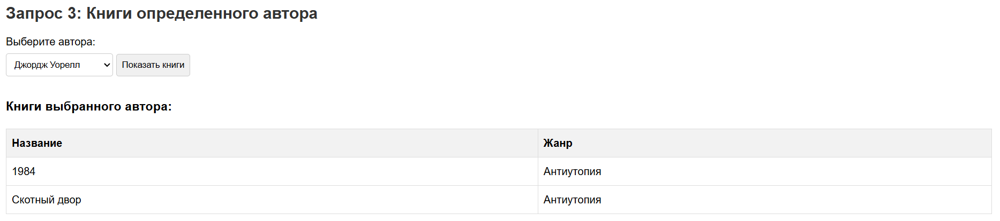 Запрос 3: Книги определенного автора
Выберите автора:
Джордж Уорелл Показать книги
Книги выбранного автора:
Название Жанр
1984 Антиутопия
Скотный двор Антиутопия